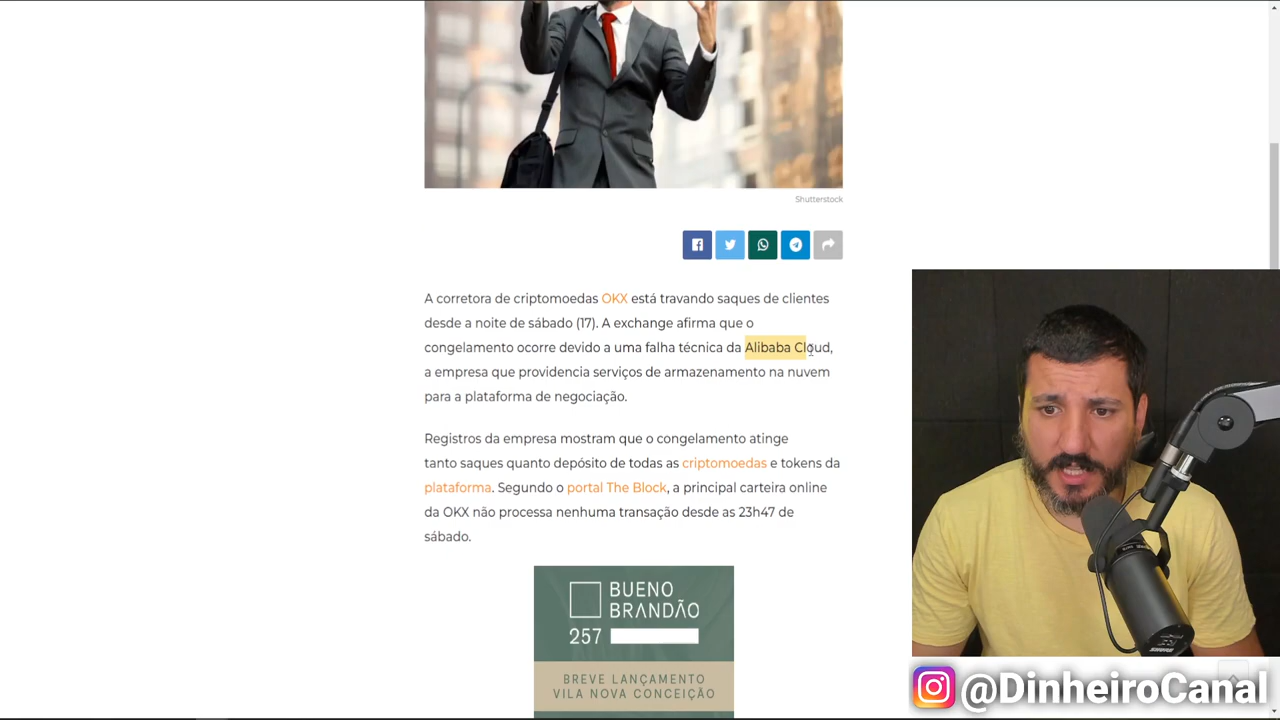 Shutterstock
A corretora de criptomoedas OKX está travando saques de clientes
desde a noite de sábado (17). A exchange afirma que o
congelamento ocorre devido a uma falha técnica da Alibaba Cloud,
a empresa que providencia serviços de armazenamento na nuvem
para a plataforma de negociação.
Registros da empresa mostram que o congelamento atinge
tanto saques quanto depósito de todas as criptomoedas e tokens da
plataforma. Segundo o portal The Block, a principal carteira online
da OKX não processa nenhuma transação desde as 23h47 de
sábado.
BUENO
BRANDÃO
257
BREVE LANÇAMENTO
VILA NOVA CONCEIÇÃO
@DinheiroCanal